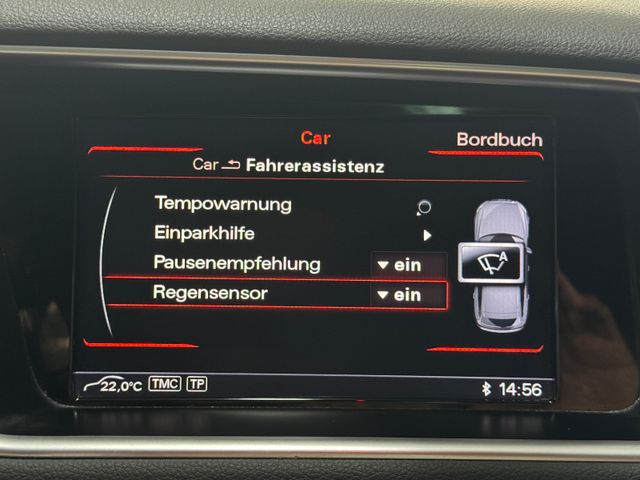 Car
Bordbuch
Car Fahrerassistenz
Tempowarnung
Einparkhilfe
Pausenempfehlung ein
Regensensor ein
A
22,0°C TMC TP
14:56